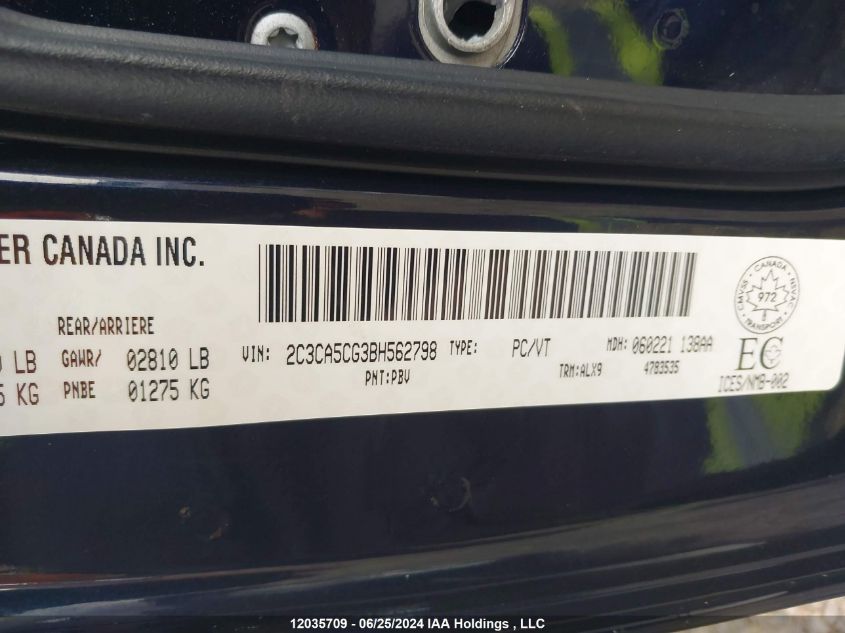 ER CANADA INC.
REAR/ARRIERE
LB GAWR/ 02810 LB
KG PNBE 01275 KG
VIN: 2C3CA5CG3BH562798 TYPE: PC/VT MDH: 060221 138AA
PNT:PBV TRM:ALX9 4783535
CMVSS CANADA NSVAC
972
TRANSPORT
EC
ICES/NMB-002
12035709 - 06/25/2024 IAA Holdings , LLC